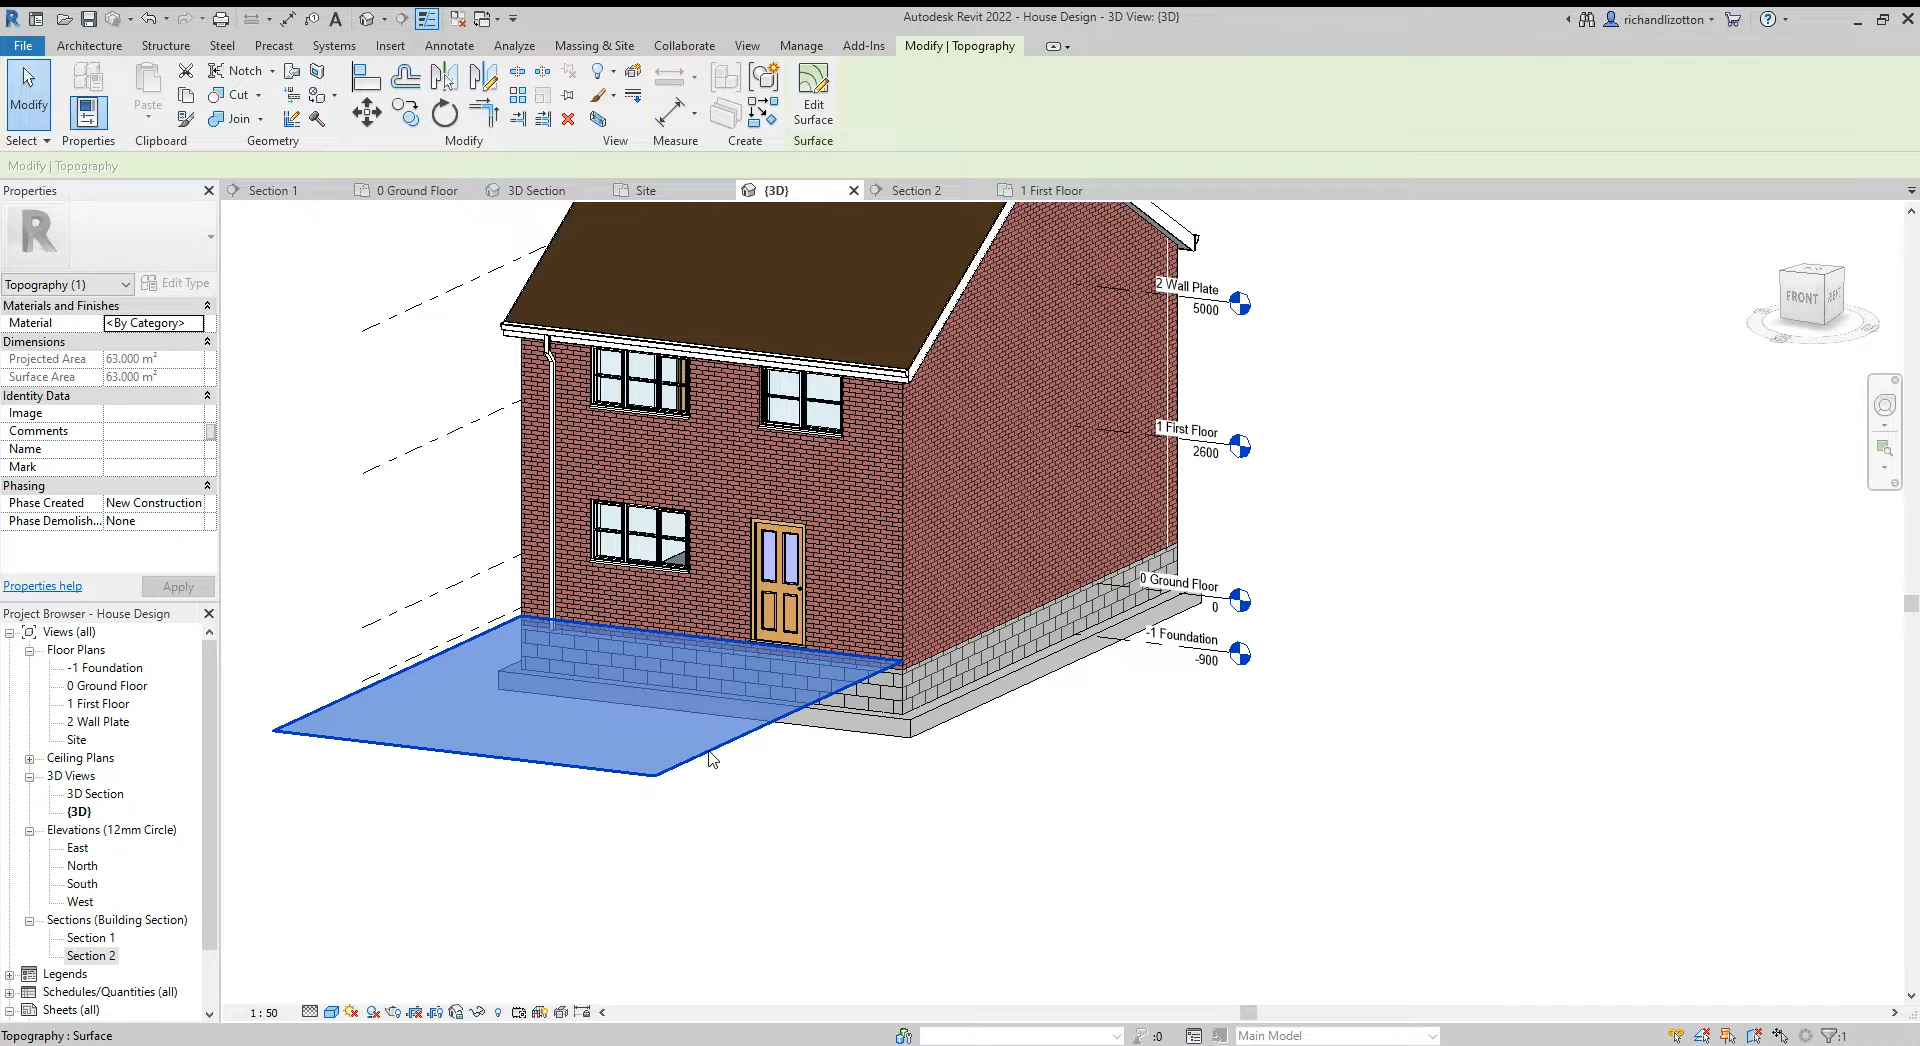 Autodesk Revit 2022 - House Design - 3D View: {3D}
richandlizotton
File Architecture Structure Steel Precast Systems Insert Annotate Analyze Massing & Site Collaborate View Manage Add-Ins Modify | Topography
Modify
Paste
Notch
Cut
Join
Edit
Surface
Select Properties Clipboard Geometry Modify View Measure Create Surface
Modify | Topography
Properties
Section 1
0 Ground Floor
3D Section
Site
{3D}
Section 2
1 First Floor
R
Topography (1)
Edit Type
Materials and Finishes
Material <By Category>
Dimensions
Projected Area 63.000 m²
Surface Area 63.000 m²
Identity Data
Image
Comments
Name
Mark
Phasing
Phase Created New Construction
Phase Demolish... None
Properties help
Apply
Project Browser - House Design
Views (all)
Floor Plans
-1 Foundation
0 Ground Floor
1 First Floor
2 Wall Plate
Site
Ceiling Plans
3D Views
3D Section
{3D}
Elevations (12mm Circle)
East
North
South
West
Sections (Building Section)
Section 1
Section 2
Legends
Schedules/Quantities (all)
Sheets (all)
2 Wall Plate
5000
1 First Floor
2600
0 Ground Floor
0
-1 Foundation
-900
FRONT
1 : 50
Topography : Surface
:0
Main Model
:1